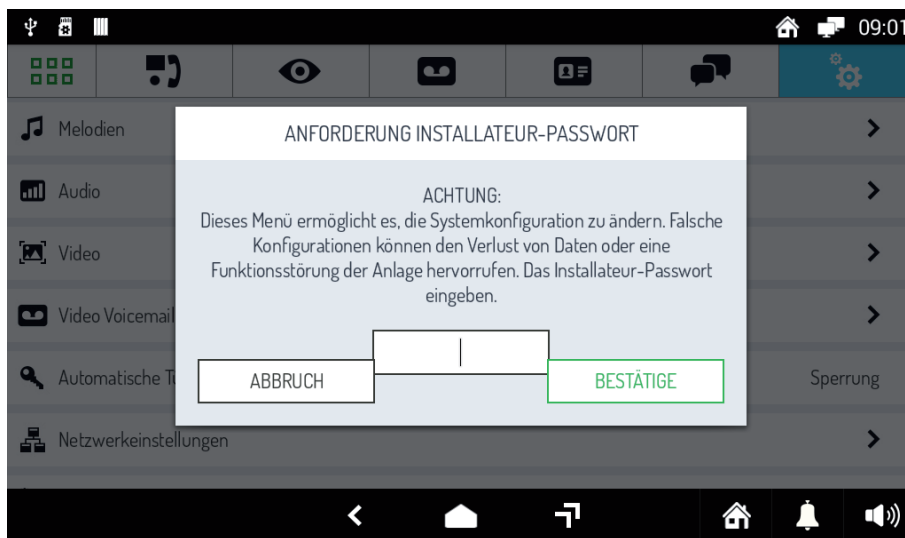 09:01
ANFORDERUNG INSTALLATEUR-PASSWORT
Melodien
ACHTUNG:
Audio
Dieses Menü ermöglicht es, die Systemkonfiguration zu ändern. Falsche
Konfigurationen können den Verlust von Daten oder eine
Video
Funktionsstörung der Anlage hervorrufen. Das Installateur-Passwort
eingeben.
Video Voicemail
Automatische
ABBRUCH
BESTÄTIGE
Sperrung
Netzwerkeinstellungen